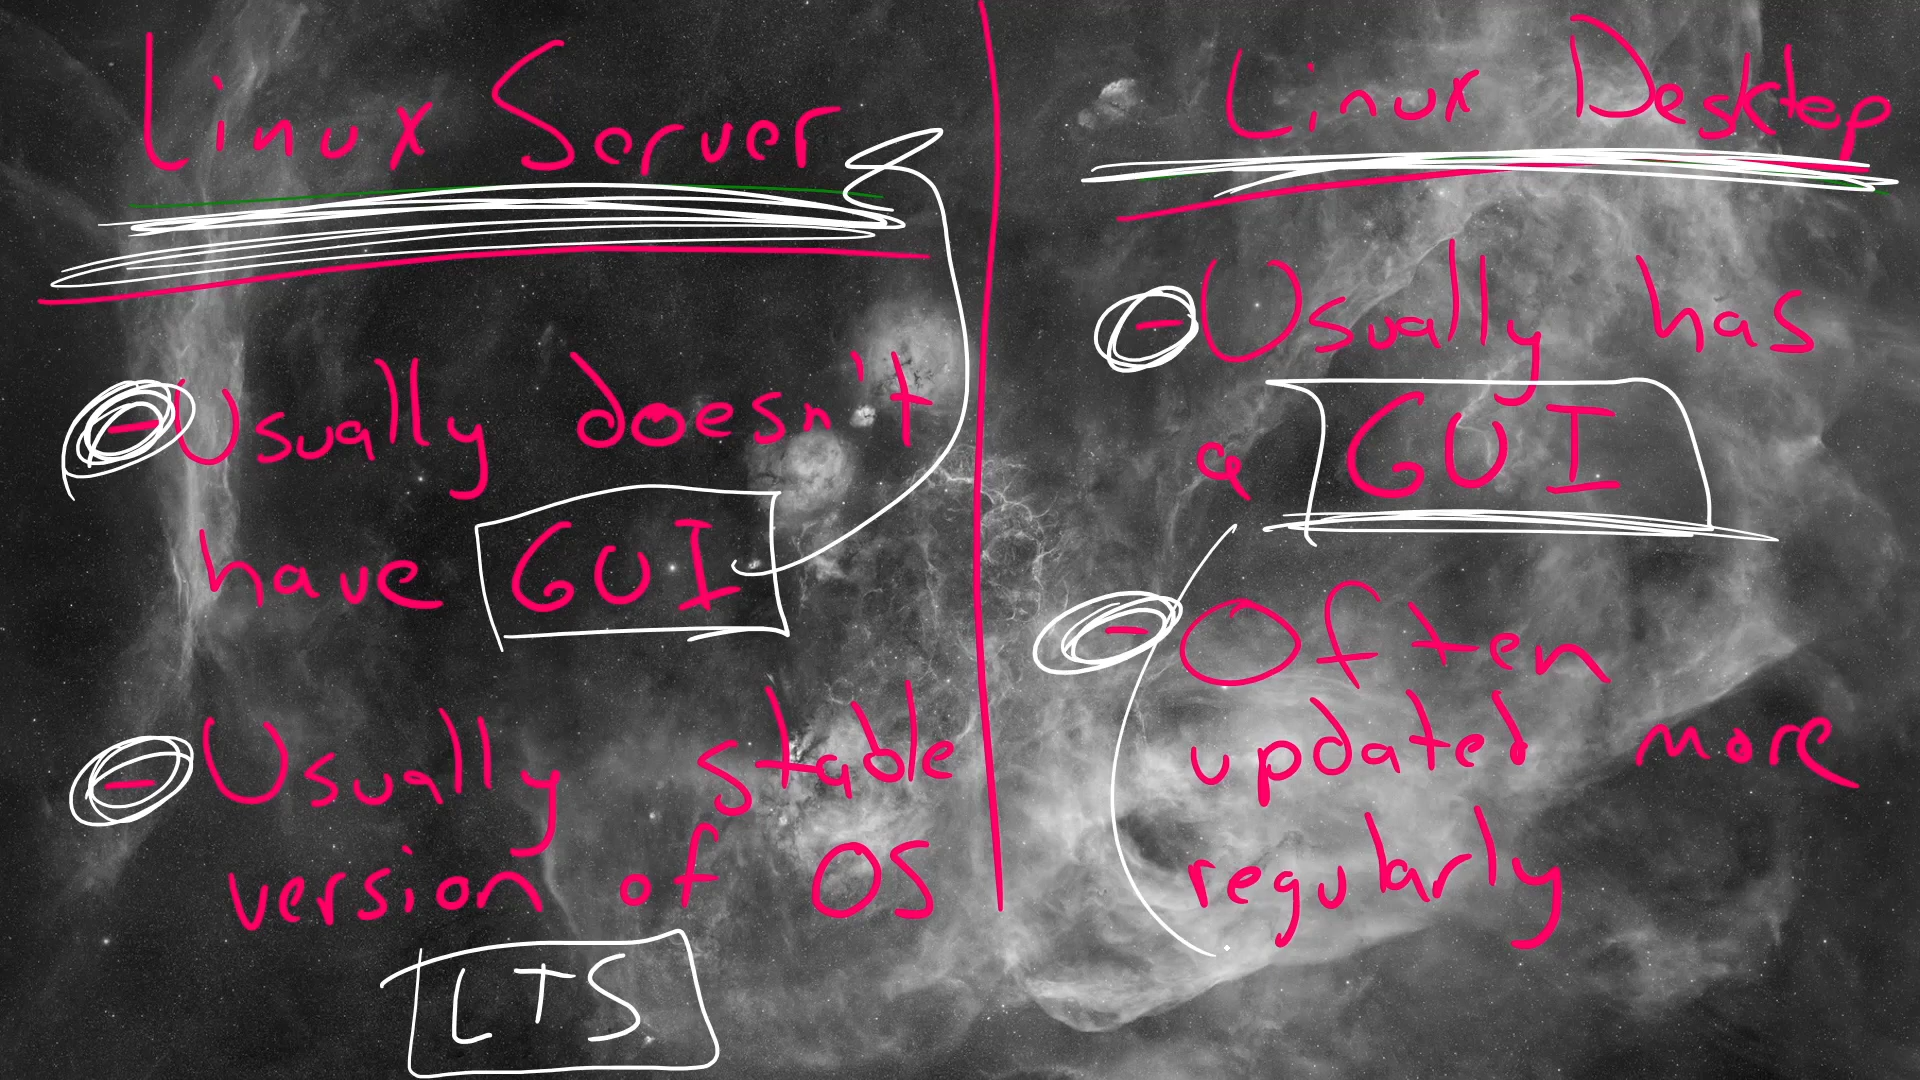 Linux Server
- Usually doesn't
have GUI
- Usually stable
version of OS
LTS
Linux Desktop
- Usually has
a GUI
- Often
updated more
regularly